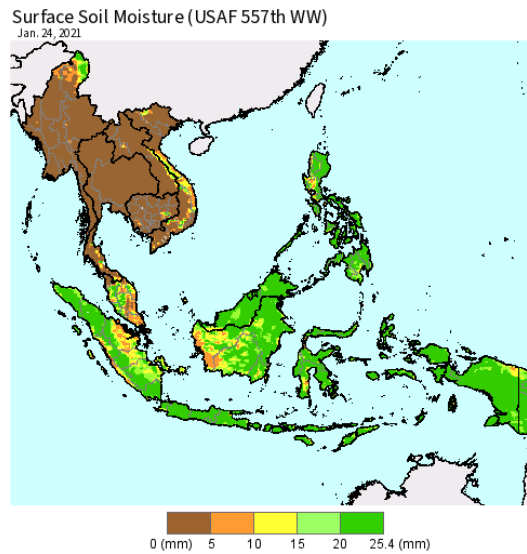 Surface Soil Moisture (USAF 557th WW)
Jan. 24, 2021
0 (mm) 5 10 15 20 25.4 (mm)